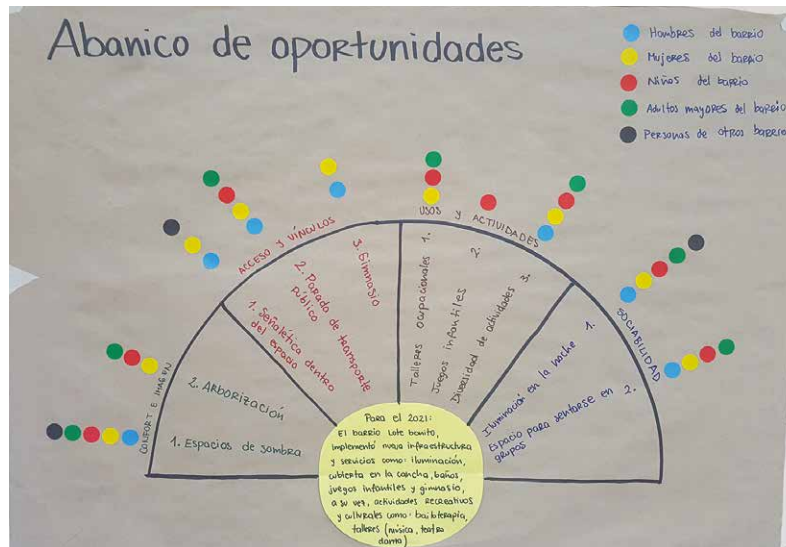 Abanico de oportunidades
Hombres del barrio
Mujeres del barrio
Niños del barrio
Adultos mayores del barrio
Personas de otros barrios
CONFORT E IMAGEN
1. Espacios de sombra
2. ARboRización
ACCESO Y VÍNCULOS
1. Señalética dentro
del espacio
2. Parada de transporte
público
3. Gimnasio
USOS y ACTIVIDADES
Talleres ocupacionales 1.
Juegos infantiles 2.
Diversidad de actividades 3.
SOCIABILIDAD
Iluminación en la noche 1.
Espacio para sentarse en 2.
grupos
Para el 2021:
El barrio Lote bonito,
implementó nueva infraestructura
y servicios como: iluminación,
cubierta en la cancha, baños,
juegos infantiles y gimnasio,
a su vez, actividades recreativas
y culturales como: bailoterapia,
talleres (música, teatro
danza)